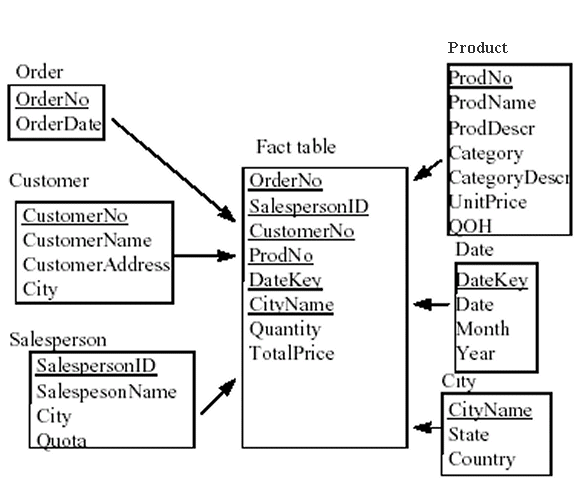 Order
OrderNo
OrderDate
Customer
CustomerNo
CustomerName
CustomerAddress
City
Salesperson
SalespersonID
SalespesonName
City
Quota
Fact table
OrderNo
SalespersonID
CustomerNo
ProdNo
DateKey
CityName
Quantity
TotalPrice
Product
ProdNo
ProdName
ProdDescr
Category
CategoryDescr
UnitPrice
QOH
Date
DateKey
Date
Month
Year
City
CityName
State
Country